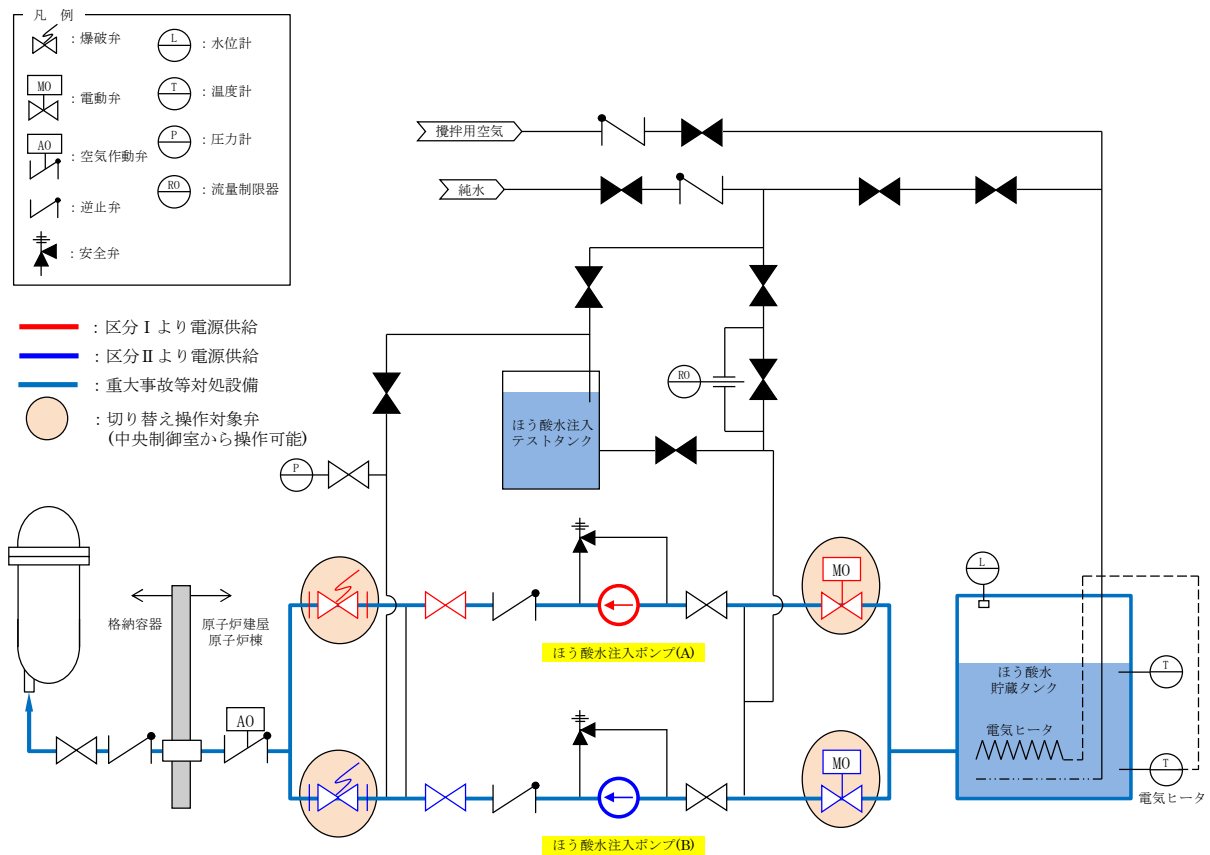 凡 例
：爆破弁
L ：水位計
MO ：電動弁
T ：温度計
AO ：空気作動弁
P ：圧力計
：逆止弁
RO ：流量制限器
：安全弁
：区分Ⅰより電源供給
：区分Ⅱより電源供給
：重大事故等対処設備
：切り替え操作対象弁
(中央制御室から操作可能)
攪拌用空気
純水
RO
ほう酸水注入
テストタンク
P
格納容器
原子炉建屋
原子炉棟
AO
MO
ほう酸水注入ポンプ(A)
MO
ほう酸水注入ポンプ(B)
L
ほう酸水
貯蔵タンク
T
電気ヒータ
T
電気ヒータ